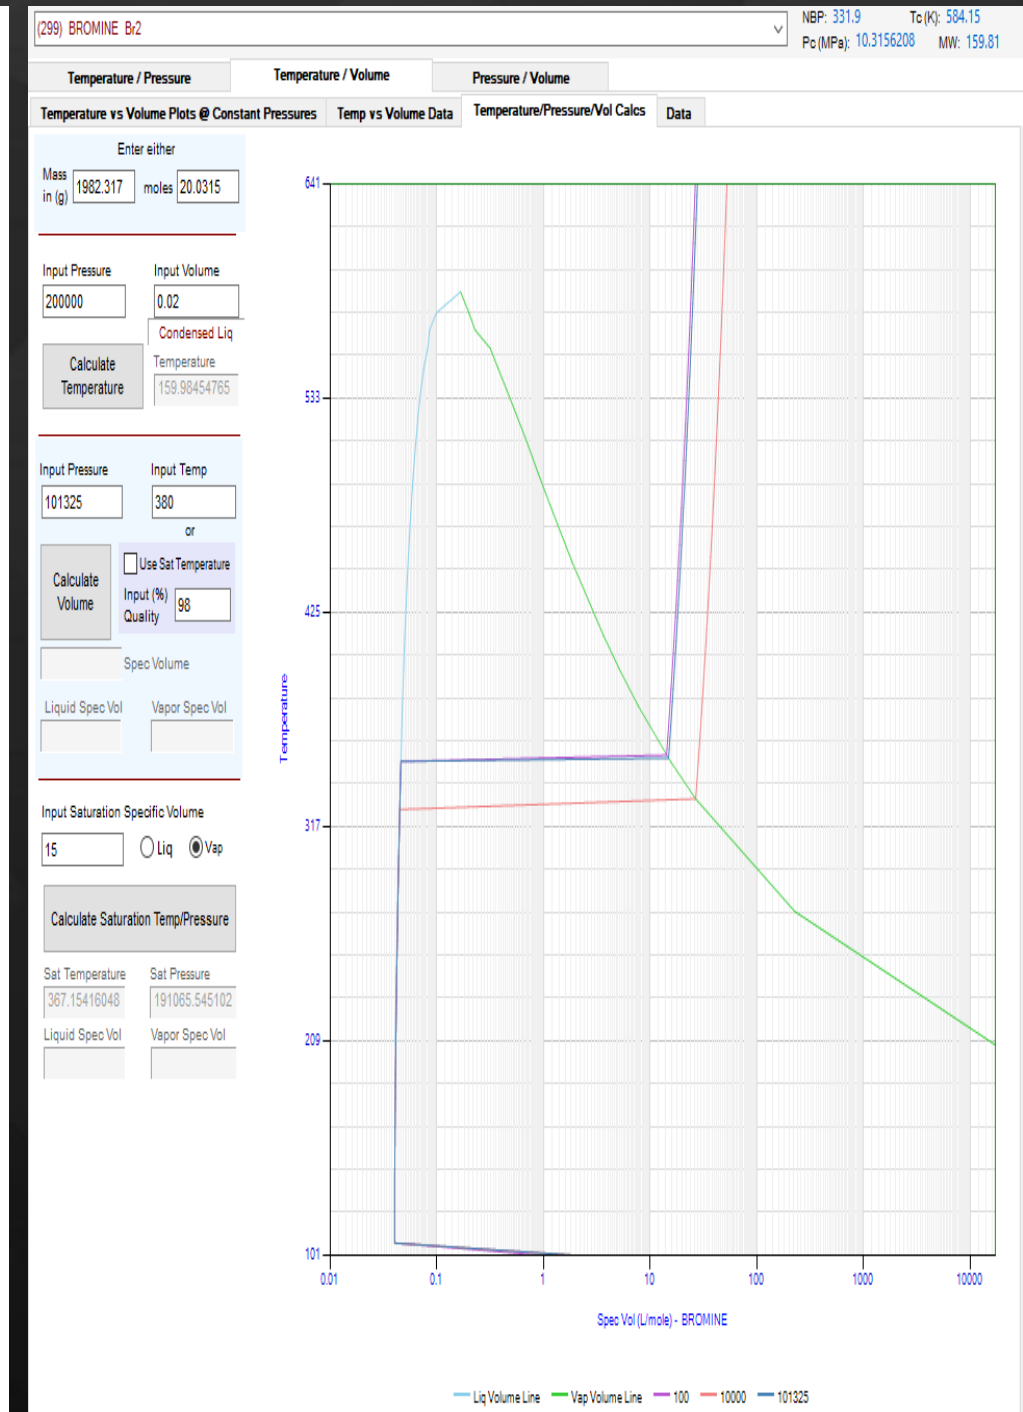 (299) BROMINE Br2
NBP: 331.9 Tc (K): 584.15
Pc (MPa): 10.3156208 MW: 159.81
Temperature / Pressure Temperature / Volume Pressure / Volume
Temperature vs Volume Plots @ Constant Pressures Temp vs Volume Data Temperature/Pressure/Vol Calcs Data
Enter either
Mass in (g) 1982.317 moles 20.0315
Input Pressure Input Volume
200000 0.02
Condensed Liq
Calculate Temperature
Temperature
159.98454765
Input Pressure Input Temp
101325 380
or
Calculate Volume
Use Sat Temperature
Input (%) Quality 98
Spec Volume
Liquid Spec Vol Vapor Spec Vol
Input Saturation Specific Volume
15 Liq Vap
Calculate Saturation Temp/Pressure
Sat Temperature Sat Pressure
367.15416048 191065.545102
Liquid Spec Vol Vapor Spec Vol
Temperature
641
533
425
317
209
101
0.01 0.1 1 10 100 1000 10000
Spec Vol (L/mole) - BROMINE
Liq Volume Line Vap Volume Line 100 10000 101325